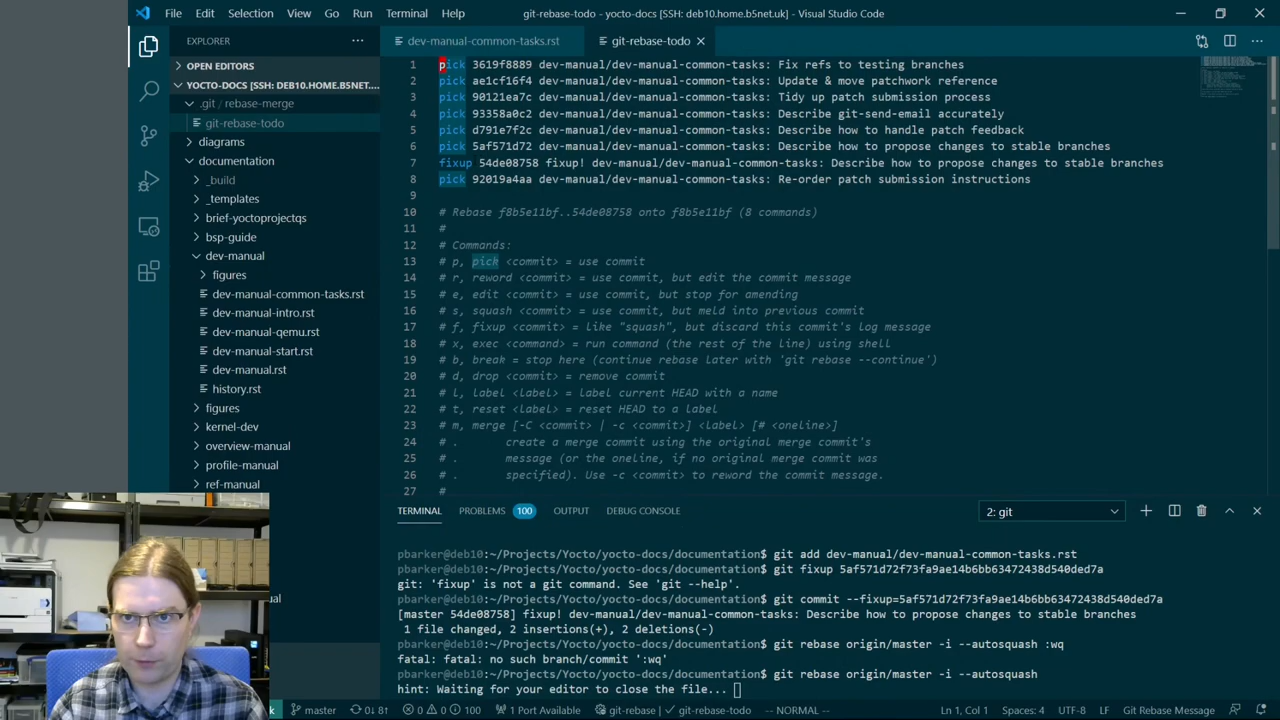 File Edit Selection View Go Run Terminal Help git-rebase-todo - yocto-docs [SSH: deb10.home.b5net.uk] - Visual Studio Code
EXPLORER
OPEN EDITORS
YOCTO-DOCS [SSH: DEB10.HOME.B5NET....
.git / rebase-merge
git-rebase-todo
diagrams
documentation
_build
_templates
brief-yoctoprojectqs
bsp-guide
dev-manual
figures
dev-manual-common-tasks.rst
dev-manual-intro.rst
dev-manual-qemu.rst
dev-manual-start.rst
dev-manual.rst
history.rst
figures
kernel-dev
overview-manual
profile-manual
ref-manual
dev-manual-common-tasks.rst git-rebase-todo
1 pick 3619f8889 dev-manual/dev-manual-common-tasks: Fix refs to testing branches
2 pick ae1cf16f4 dev-manual/dev-manual-common-tasks: Update & move patchwork reference
3 pick 90121ea7c dev-manual/dev-manual-common-tasks: Tidy up patch submission process
4 pick 93358a0c2 dev-manual/dev-manual-common-tasks: Describe git-send-email accurately
5 pick d791e7f2c dev-manual/dev-manual-common-tasks: Describe how to handle patch feedback
6 pick 5af571d72 dev-manual/dev-manual-common-tasks: Describe how to propose changes to stable branches
7 fixup 54de08758 fixup! dev-manual/dev-manual-common-tasks: Describe how to propose changes to stable branches
8 pick 92019a4aa dev-manual/dev-manual-common-tasks: Re-order patch submission instructions
9
10 # Rebase f8b5e11bf..54de08758 onto f8b5e11bf (8 commands)
11 #
12 # Commands:
13 # p, pick <commit> = use commit
14 # r, reword <commit> = use commit, but edit the commit message
15 # e, edit <commit> = use commit, but stop for amending
16 # s, squash <commit> = use commit, but meld into previous commit
17 # f, fixup <commit> = like "squash", but discard this commit's log message
18 # x, exec <command> = run command (the rest of the line) using shell
19 # b, break = stop here (continue rebase later with 'git rebase --continue')
20 # d, drop <commit> = remove commit
21 # l, label <label> = label current HEAD with a name
22 # t, reset <label> = reset HEAD to a label
23 # m, merge [-C <commit> | -c <commit>] <label> [# <oneline>]
24 # . create a merge commit using the original merge commit's
25 # . message (or the oneline, if no original merge commit was
26 # . specified). Use -c <commit> to reword the commit message.
27 #
TERMINAL PROBLEMS 100 OUTPUT DEBUG CONSOLE 2: git
pbarker@deb10:~/Projects/Yocto/yocto-docs/documentation$ git add dev-manual/dev-manual-common-tasks.rst
pbarker@deb10:~/Projects/Yocto/yocto-docs/documentation$ git fixup 5af571d72f73fa9ae14b6bb63472438d540ded7a
git: 'fixup' is not a git command. See 'git --help'.
pbarker@deb10:~/Projects/Yocto/yocto-docs/documentation$ git commit --fixup=5af571d72f73fa9ae14b6bb63472438d540ded7a
[master 54de08758] fixup! dev-manual/dev-manual-common-tasks: Describe how to propose changes to stable branches
1 file changed, 2 insertions(+), 2 deletions(-)
pbarker@deb10:~/Projects/Yocto/yocto-docs/documentation$ git rebase origin/master -i --autosquash :wq
fatal: fatal: no such branch/commit ':wq'
pbarker@deb10:~/Projects/Yocto/yocto-docs/documentation$ git rebase origin/master -i --autosquash
hint: Waiting for your editor to close the file...
master 0↓ 8↑ 0 0 100 1 Port Available git-rebase git-rebase-todo -- NORMAL -- Ln 1, Col 1 Spaces: 4 UTF-8 LF Git Rebase Message